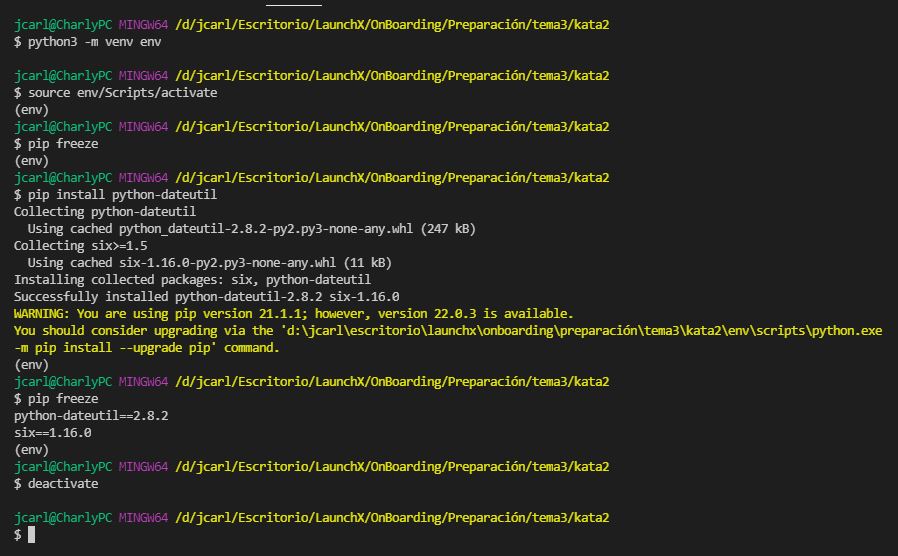 jcarl@CharlyPC MINGW64 /d/jcarl/Escritorio/LaunchX/OnBoarding/Preparación/tema3/kata2
$ python3 -m venv env
jcarl@CharlyPC MINGW64 /d/jcarl/Escritorio/LaunchX/OnBoarding/Preparación/tema3/kata2
$ source env/Scripts/activate
(env)
jcarl@CharlyPC MINGW64 /d/jcarl/Escritorio/LaunchX/OnBoarding/Preparación/tema3/kata2
$ pip freeze
(env)
jcarl@CharlyPC MINGW64 /d/jcarl/Escritorio/LaunchX/OnBoarding/Preparación/tema3/kata2
$ pip install python-dateutil
Collecting python-dateutil
  Using cached python_dateutil-2.8.2-py2.py3-none-any.whl (247 kB)
Collecting six>=1.5
  Using cached six-1.16.0-py2.py3-none-any.whl (11 kB)
Installing collected packages: six, python-dateutil
Successfully installed python-dateutil-2.8.2 six-1.16.0
WARNING: You are using pip version 21.1.1; however, version 22.0.3 is available.
You should consider upgrading via the 'd:\jcarl\escritorio\launchx\onboarding\preparación\tema3\kata2\env\scripts\python.exe
-m pip install --upgrade pip' command.
(env)
jcarl@CharlyPC MINGW64 /d/jcarl/Escritorio/LaunchX/OnBoarding/Preparación/tema3/kata2
$ pip freeze
python-dateutil==2.8.2
six==1.16.0
(env)
jcarl@CharlyPC MINGW64 /d/jcarl/Escritorio/LaunchX/OnBoarding/Preparación/tema3/kata2
$ deactivate
jcarl@CharlyPC MINGW64 /d/jcarl/Escritorio/LaunchX/OnBoarding/Preparación/tema3/kata2
$